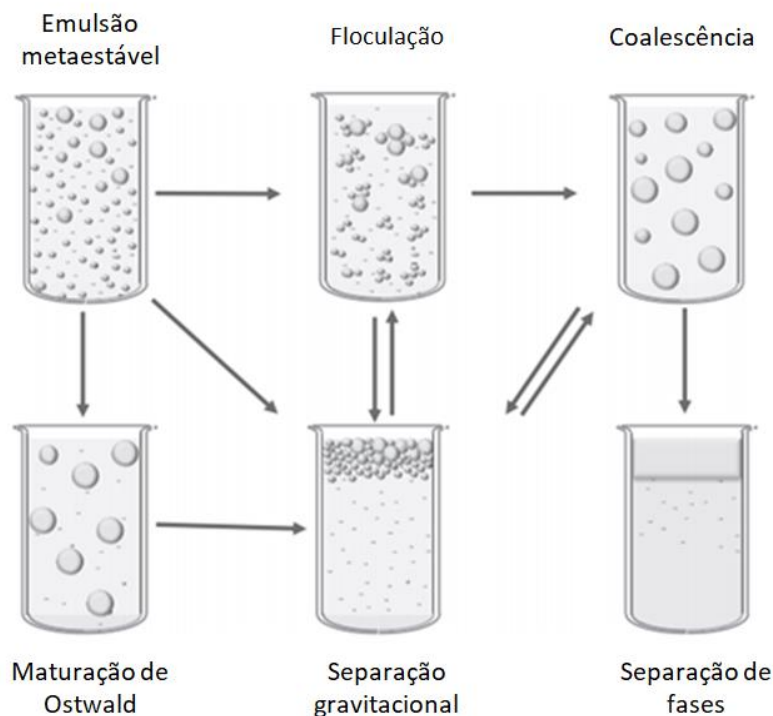 Emulsão
metaestável
Floculação
Coalescência
Maturação de
Ostwald
Separação
gravitacional
Separação de
fases